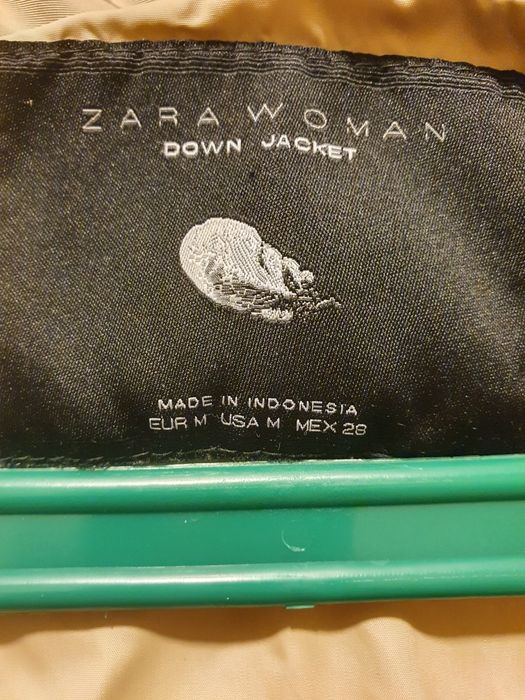 ZARA WOMAN
DOWN JACKET
MADE IN INDONESIA
EUR M USA M MEX 28